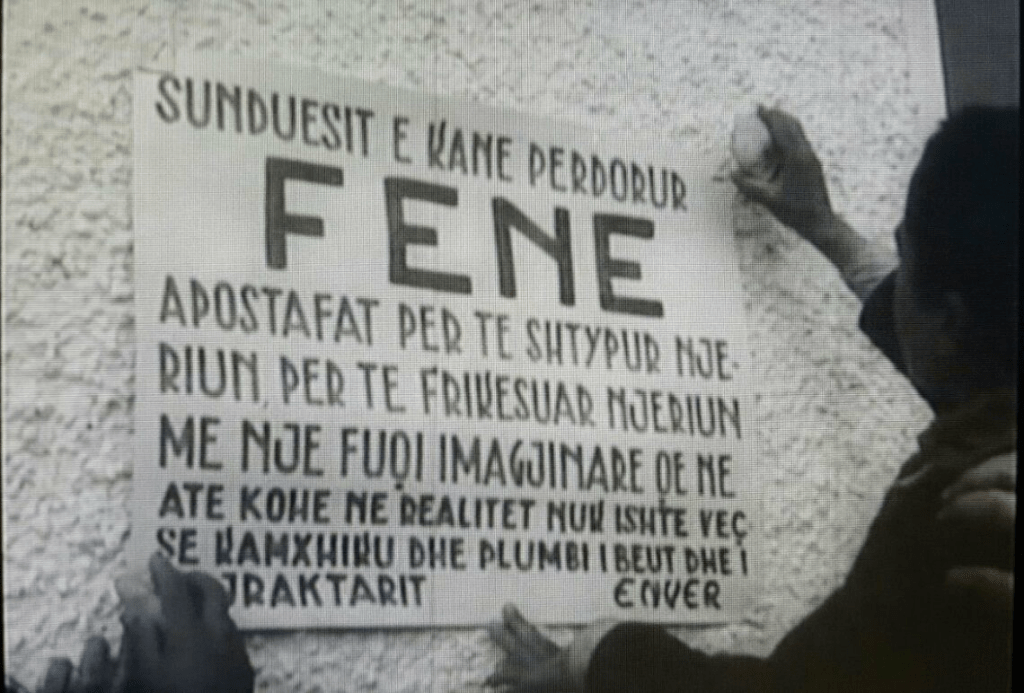 SUNDUESIT E KANE PERDORUR
FENE
APOSTAFAT PER TE SHTYPUR NJE-
RIUN, PER TE FRIKESUAR NJERIUN
ME NJE FUQI IMAGJINARE QE NE
ATE KOHE NE REALITET NUK ISHTE VEÇ
SE KAMXHIKU DHE PLUMBI I BEUT DHE I
JRAKTARIT ENVER